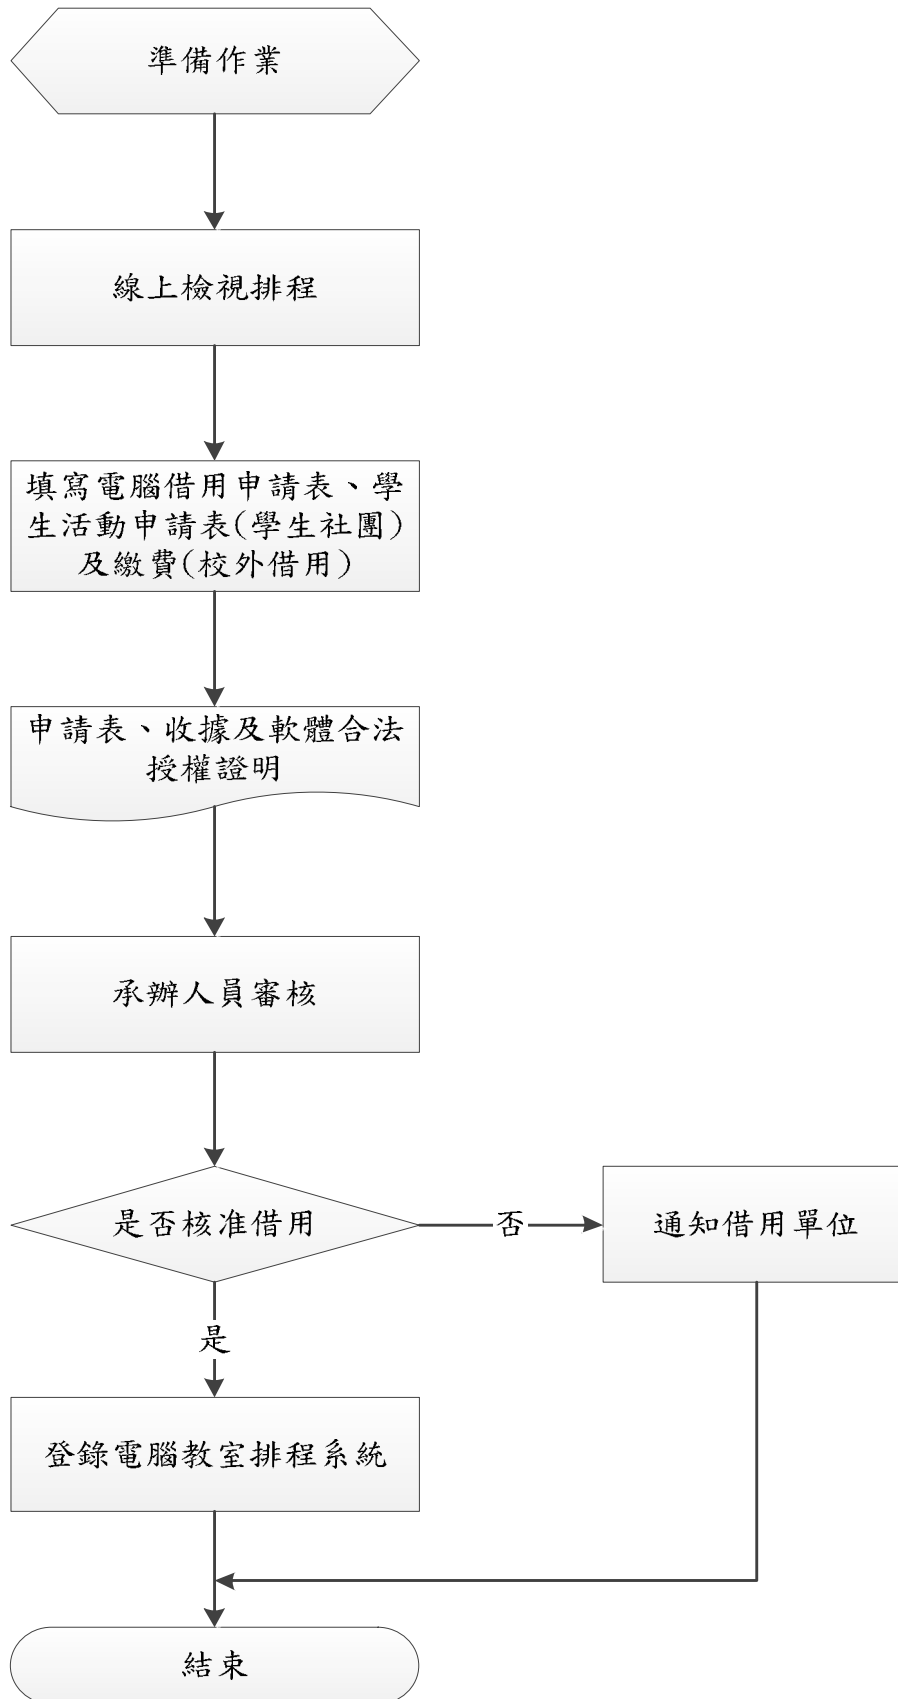 準備作業
線上檢視排程
填寫電腦借用申請表、學
生活動申請表(學生社團)
及繳費(校外借用)
申請表、收據及軟體合法
授權證明
承辦人員審核
是否核准借用
否
通知借用單位
是
登錄電腦教室排程系統
結束